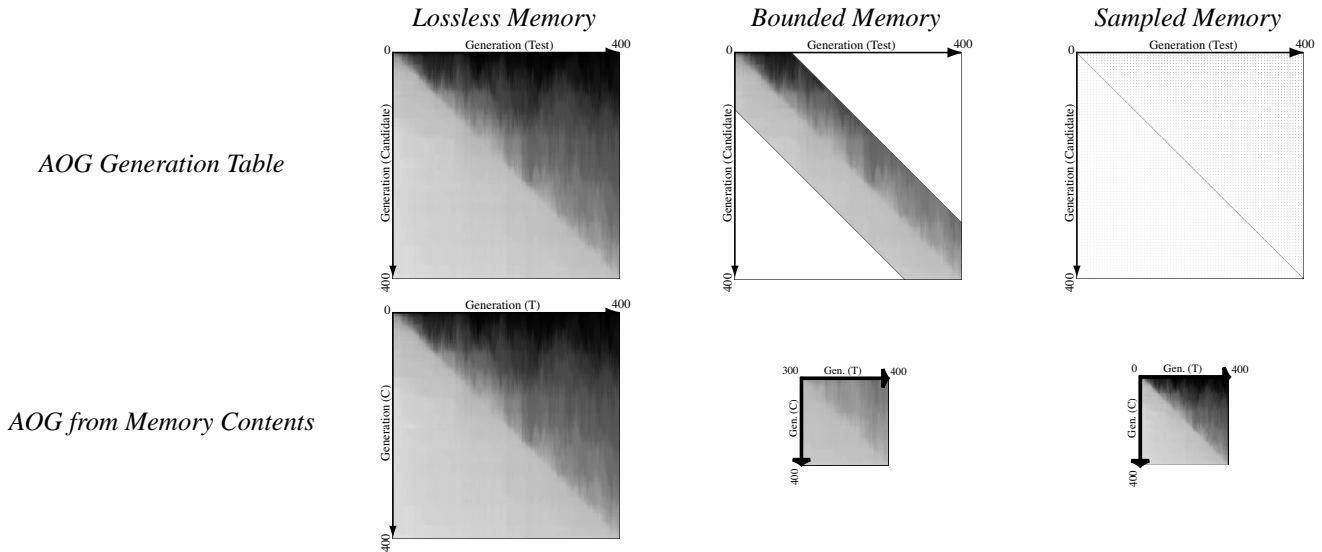 Lossless Memory
Bounded Memory
Sampled Memory
0
Generation (Test)
400
0
Generation (Test)
400
0
Generation (Test)
400
AOG Generation Table
Generation (Candidate)
400
Generation (Candidate)
400
Generation (Candidate)
400
0
Generation (T)
400
300
Gen. (T)
400
0
Gen. (T)
400
AOG from Memory Contents
Generation (C)
400
Gen. (C)
400
Gen. (C)
400